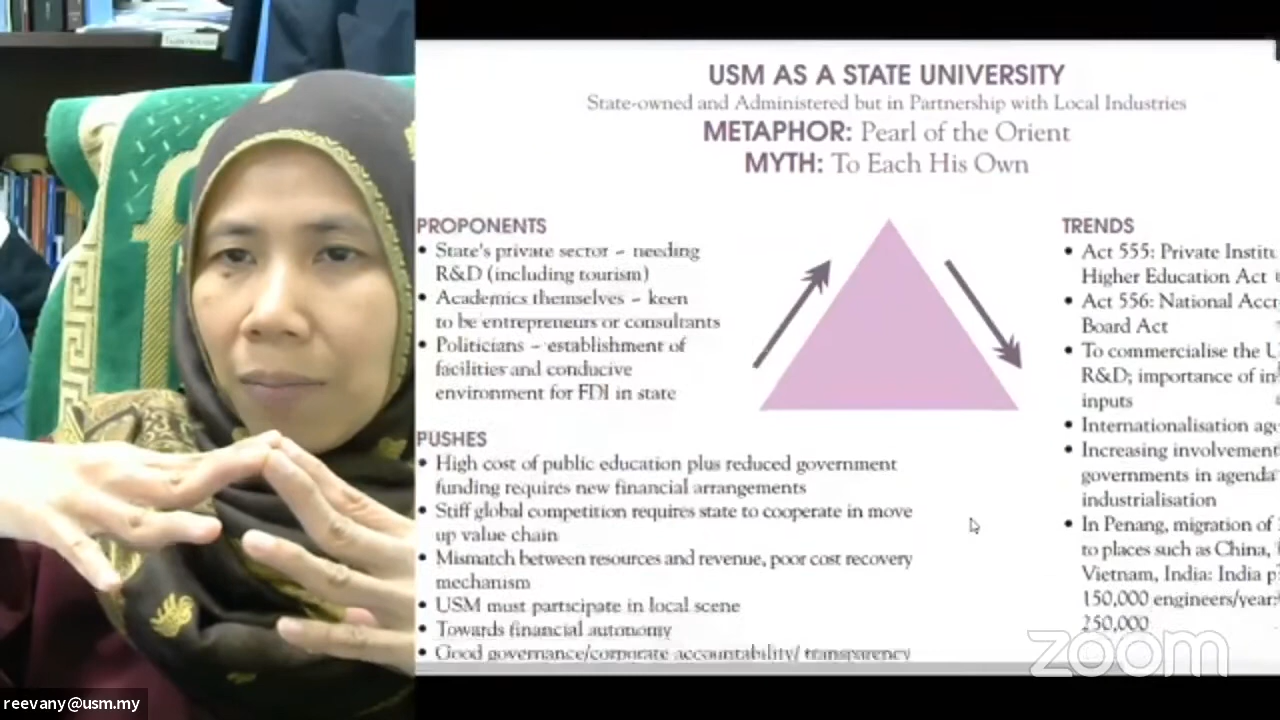 USM AS A STATE UNIVERSITY
State-owned and Administered but in Partnership with Local Industries
METAPHOR: Pearl of the Orient
MYTH: To Each His Own
PROPONENTS
• State's private sector – needing
R&D (including tourism)
• Academics themselves – keen
to be entrepreneurs or consultants
• Politicians – establishment of
facilities and conducive
environment for FDI in state
PUSHES
• High cost of public education plus reduced government
funding requires new financial arrangements
• Stiff global competition requires state to cooperate in move
up value chain
• Mismatch between resources and revenue, poor cost recovery
mechanism
• USM must participate in local scene
• Towards financial autonomy
• Good governance/corporate accountability/ transparency
TRENDS
• Act 555: Private
Higher Education Act
• Act 556: National
Board Act
• To commercialise the
R&D; importance of
inputs
• Internationalisation
• Increasing involvement
governments in agenda
industrialisation
• In Penang, migration of
to places such as China,
Vietnam, India: India
150,000 engineers/year:
250,000
zoom
reevany@usm.my